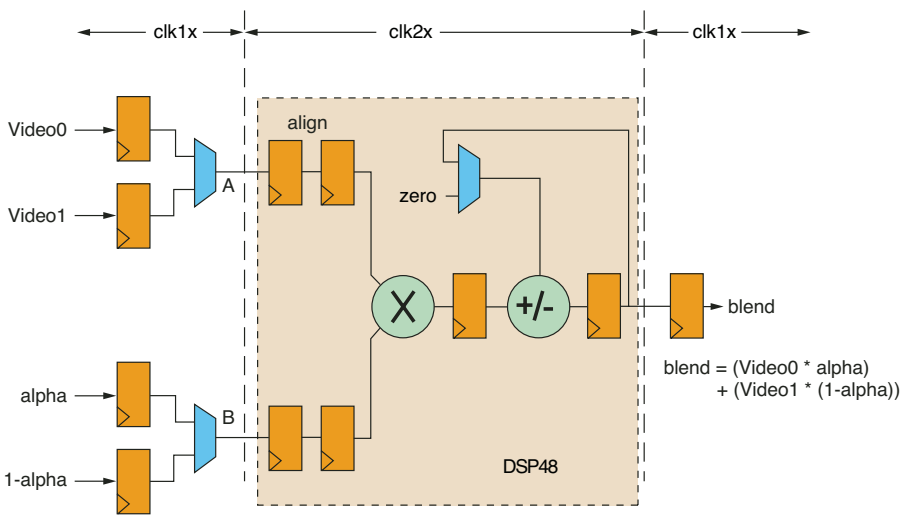 clk1x
clk2x
clk1x
Video0
align
A
zero
Video1
X
+/-
blend
blend = (Video0 * alpha)
+ (Video1 * (1-alpha))
alpha
B
DSP48
1-alpha